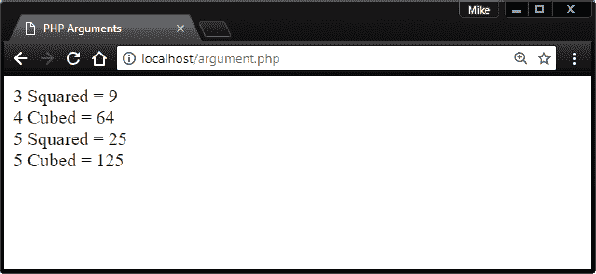 Mike
PHP Arguments
localhost/argument.php
3 Squared = 9
4 Cubed = 64
5 Squared = 25
5 Cubed = 125